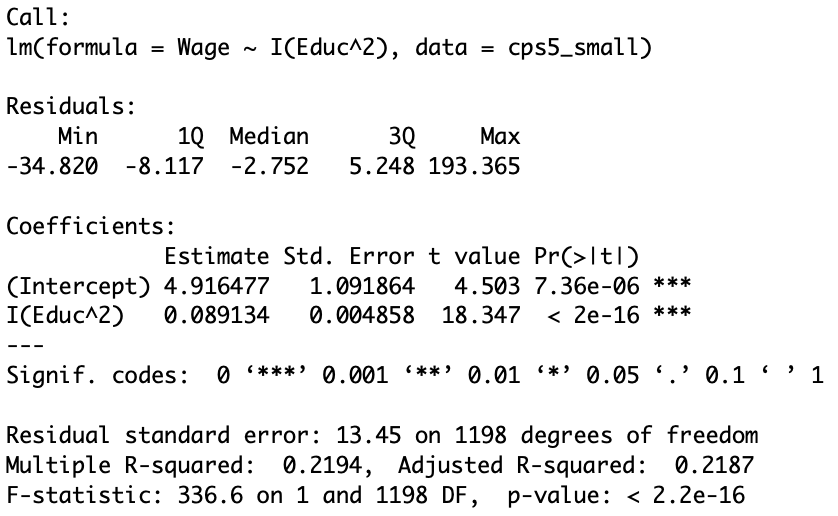 Call:
lm(formula = Wage ~ I(Educ^2), data = cps5_small)
Residuals:
    Min      1Q  Median      3Q     Max
-34.820  -8.117  -2.752   5.248 193.365
Coefficients:
            Estimate Std. Error t value Pr(>|t|)
(Intercept) 4.916477   1.091864   4.503 7.36e-06 ***
I(Educ^2)   0.089134   0.004858  18.347  < 2e-16 ***
---
Signif. codes:  0 ‘***’ 0.001 ‘**’ 0.01 ‘*’ 0.05 ‘.’ 0.1 ‘ ’ 1
Residual standard error: 13.45 on 1198 degrees of freedom
Multiple R-squared:  0.2194,	Adjusted R-squared:  0.2187
F-statistic: 336.6 on 1 and 1198 DF,  p-value: < 2.2e-16